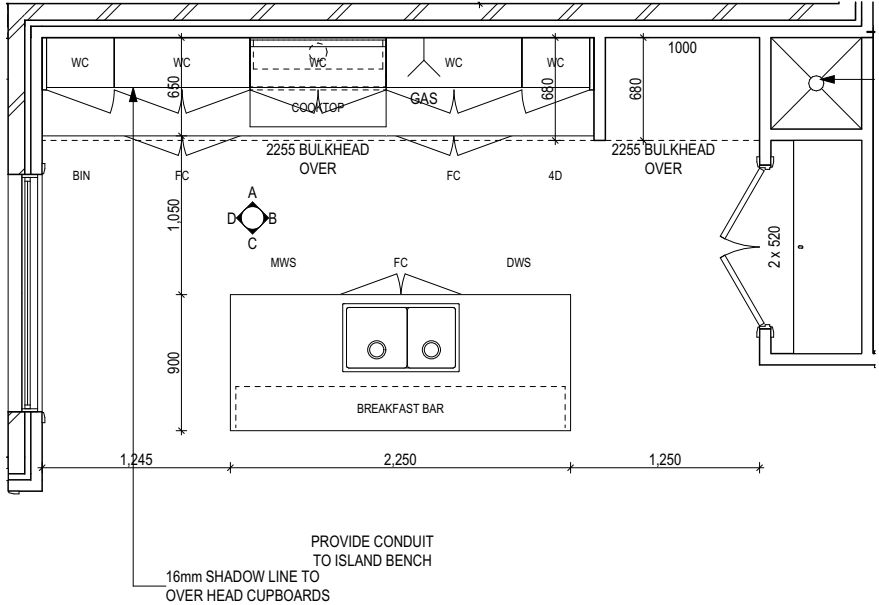 1000
WC
WC
WC
WC
WC
650
680
680
COOKTOP
GAS
2255 BULKHEAD
OVER
2255 BULKHEAD
OVER
BIN
FC
FC
4D
A
D
B
C
1,050
2 x 520
MWS
FC
DWS
900
BREAKFAST BAR
1,245
2,250
1,250
PROVIDE CONDUIT
TO ISLAND BENCH
16mm SHADOW LINE TO
OVER HEAD CUPBOARDS